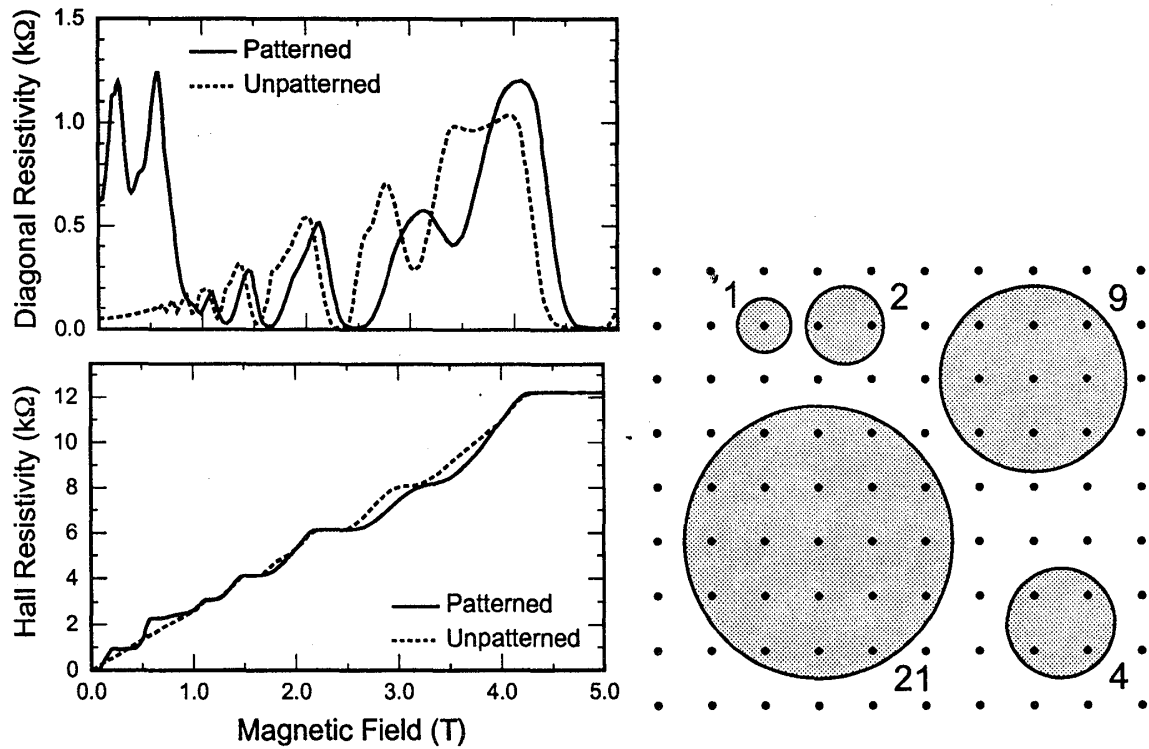 Diagonal Resistivity (kΩ)
1.5
1.0
0.5
0.0
Patterned
Unpatterned
Hall Resistivity (kΩ)
12
10
8
6
4
2
0
Patterned
Unpatterned
0.0 1.0 2.0 3.0 4.0 5.0
Magnetic Field (T)
1
2
9
21
4